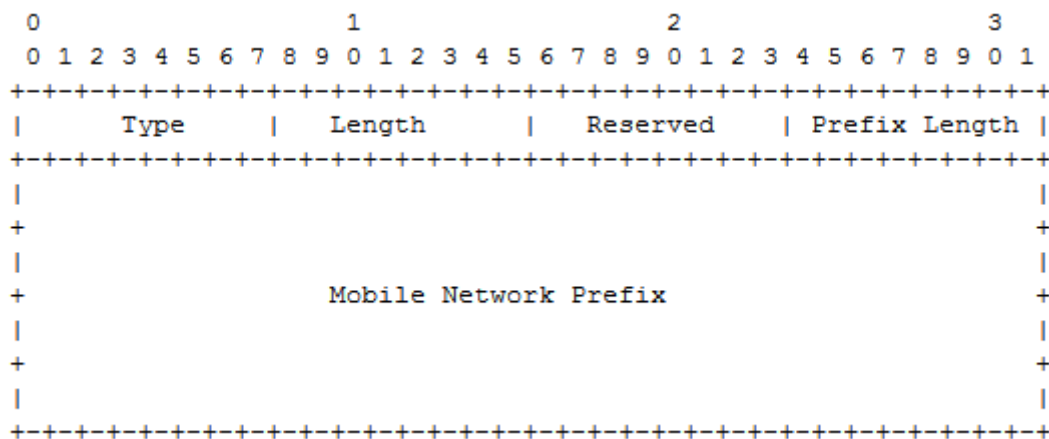 0                   1                   2                   3
 0 1 2 3 4 5 6 7 8 9 0 1 2 3 4 5 6 7 8 9 0 1 2 3 4 5 6 7 8 9 0 1
+-+-+-+-+-+-+-+-+-+-+-+-+-+-+-+-+-+-+-+-+-+-+-+-+-+-+-+-+-+-+-+-+
|      Type     |   Length      |   Reserved    | Prefix Length |
+-+-+-+-+-+-+-+-+-+-+-+-+-+-+-+-+-+-+-+-+-+-+-+-+-+-+-+-+-+-+-+-+
|                                                               |
+                                                               +
|                                                               |
+                   Mobile Network Prefix                       +
|                                                               |
+                                                               +
|                                                               |
+-+-+-+-+-+-+-+-+-+-+-+-+-+-+-+-+-+-+-+-+-+-+-+-+-+-+-+-+-+-+-+-+